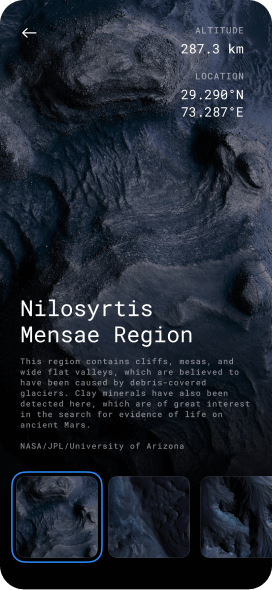 ALTITUDE
287.3 km
LOCATION
29.290°N
73.287°E
Nilosyrtis
Mensae Region
This region contains cliffs, mesas, and
wide flat valleys, which are believed to
have been caused by debris-covered
glaciers. Clay minerals have also been
detected here, which are of great interest
in the search for evidence of life on
ancient Mars.
NASA/JPL/University of Arizona